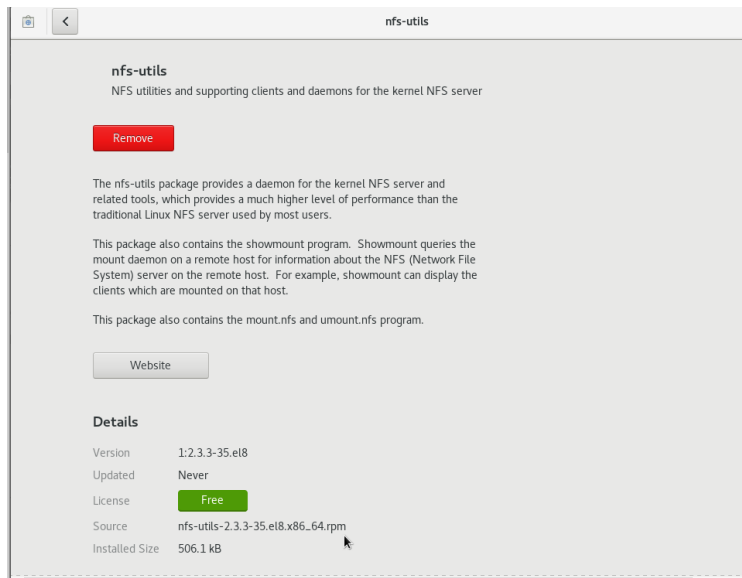 nfs-utils
nfs-utils
NFS utilities and supporting clients and daemons for the kernel NFS server
Remove
The nfs-utils package provides a daemon for the kernel NFS server and
related tools, which provides a much higher level of performance than the
traditional Linux NFS server used by most users.
This package also contains the showmount program.  Showmount queries the
mount daemon on a remote host for information about the NFS (Network File
System) server on the remote host.  For example, showmount can display the
clients which are mounted on that host.
This package also contains the mount.nfs and umount.nfs program.
Website
Details
Version 1:2.3.3-35.el8
Updated Never
License Free
Source nfs-utils-2.3.3-35.el8.x86_64.rpm
Installed Size 506.1 kB